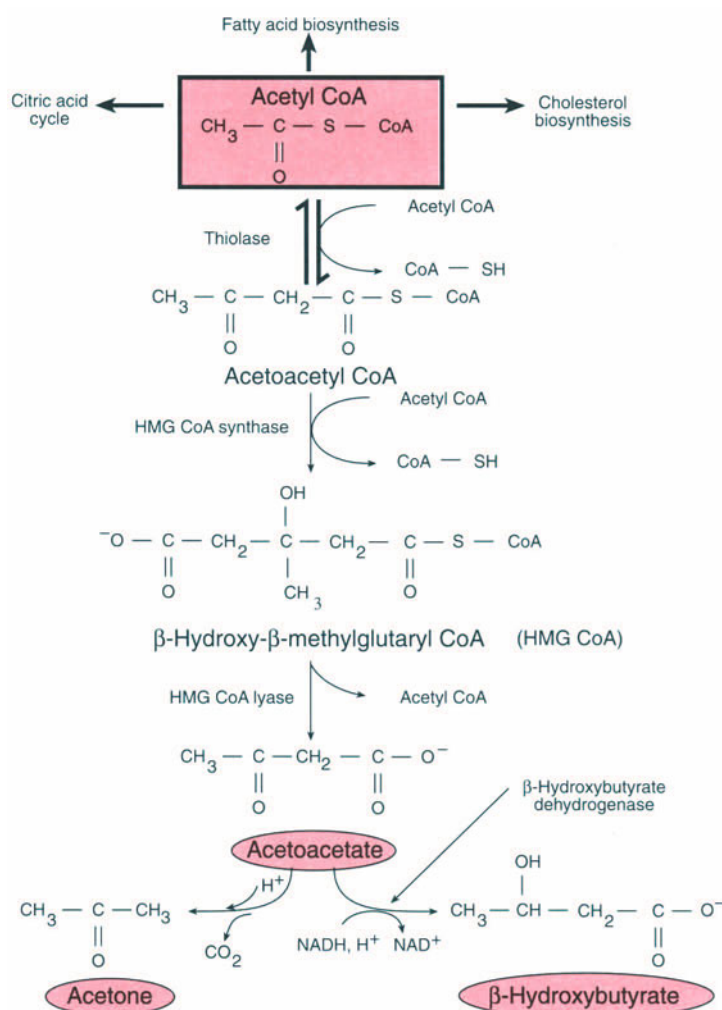 Fatty acid biosynthesis
Citric acid
cycle
Acetyl CoA
CH₃ — C — S — CoA
O
Cholesterol
biosynthesis
Thiolase
Acetyl CoA
CoA — SH
CH₃ — C — CH₂ — C — S — CoA
O O
Acetoacetyl CoA
HMG CoA synthase
Acetyl CoA
CoA — SH
OH
⁻O — C — CH₂ — C — CH₂ — C — S — CoA
O CH₃ O
β-Hydroxy-β-methylglutaryl CoA (HMG CoA)
HMG CoA lyase
Acetyl CoA
CH₃ — C — CH₂ — C — O⁻
O O
β-Hydroxybutyrate
dehydrogenase
Acetoacetate
H⁺
CO₂
NADH, H⁺ NAD⁺
CH₃ — C — CH₃
O
Acetone
OH
CH₃ — CH — CH₂ — C — O⁻
O
β-Hydroxybutyrate